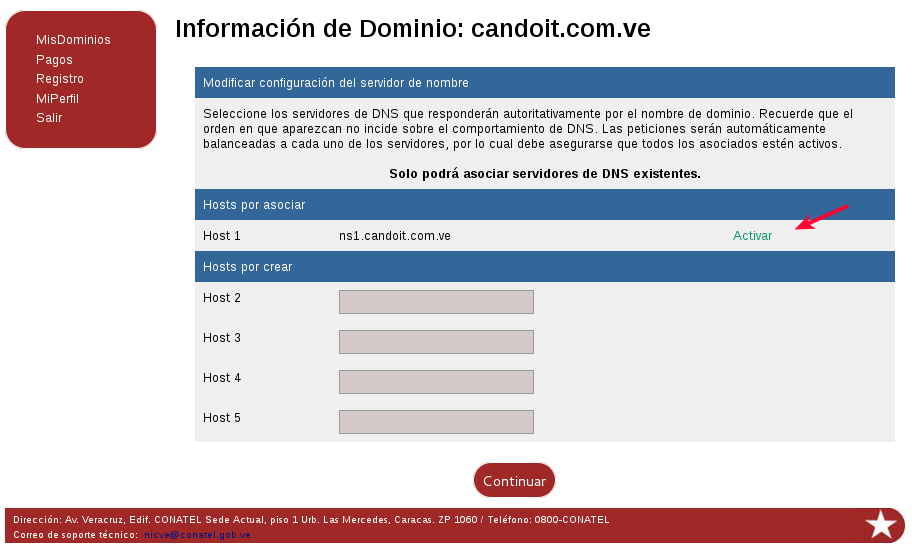 MisDominios
Pagos
Registro
MiPerfil
Salir
Información de Dominio: candoit.com.ve
Modificar configuración del servidor de nombre
Seleccione los servidores de DNS que responderán autoritativamente por el nombre de dominio. Recuerde que el
orden en que aparezcan no incide sobre el comportamiento de DNS. Las peticiones serán automáticamente
balanceadas a cada uno de los servidores, por lo cual debe asegurarse que todos los asociados estén activos.
Solo podrá asociar servidores de DNS existentes.
Hosts por asociar
Host 1 ns1.candoit.com.ve Activar
Hosts por crear
Host 2
Host 3
Host 4
Host 5
Continuar
Dirección: Av. Veracruz, Edif. CONATEL Sede Actual, piso 1 Urb. Las Mercedes, Caracas. ZP 1060 / Teléfono: 0800-CONATEL
Correo de soporte técnico: nicve@conatel.gob.ve